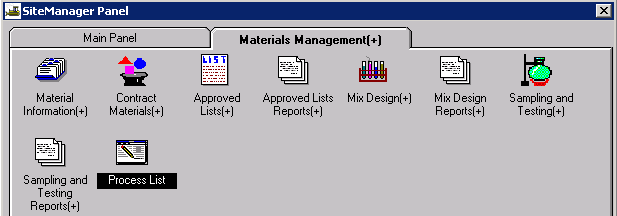 SiteManager Panel
Main Panel
Materials Management(+)
Material
Information(+)
Contract
Materials(+)
LIST
Approved
Lists(+)
Approved Lists
Reports(+)
Mix Design(+)
Mix Design
Reports(+)
Sampling and
Testing(+)
Sampling and
Testing
Reports(+)
Process List